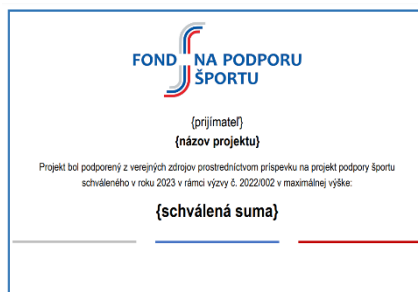 FOND NA PODPORU
ŠPORTU
{prijímateľ}
{názov projektu}
Projekt bol podporený z verejných zdrojov prostredníctvom príspevku na projekt podpory športu
schváleného v roku 2023 v rámci výzvy č. 2022/002 v maximálnej výške:
{schválená suma}